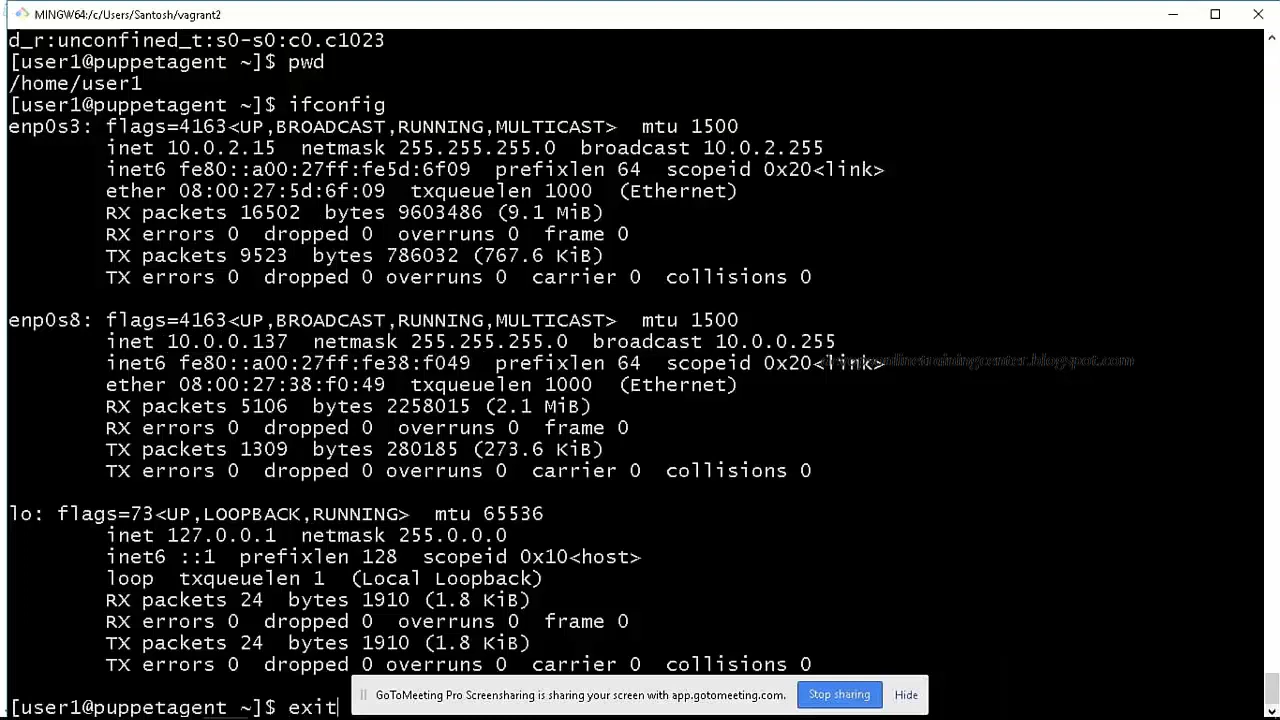 MINGW64:/c/Users/Santosh/vagrant2
d_r:unconfined_t:s0-s0:c0.c1023
[user1@puppetagent ~]$ pwd
/home/user1
[user1@puppetagent ~]$ ifconfig
enp0s3: flags=4163<UP,BROADCAST,RUNNING,MULTICAST>  mtu 1500
        inet 10.0.2.15  netmask 255.255.255.0  broadcast 10.0.2.255
        inet6 fe80::a00:27ff:fe5d:6f09  prefixlen 64  scopeid 0x20<link>
        ether 08:00:27:5d:6f:09  txqueuelen 1000  (Ethernet)
        RX packets 16502  bytes 9603486 (9.1 MiB)
        RX errors 0  dropped 0  overruns 0  frame 0
        TX packets 9523  bytes 786032 (767.6 KiB)
        TX errors 0  dropped 0 overruns 0  carrier 0  collisions 0
enp0s8: flags=4163<UP,BROADCAST,RUNNING,MULTICAST>  mtu 1500
        inet 10.0.0.137  netmask 255.255.255.0  broadcast 10.0.0.255
        inet6 fe80::a00:27ff:fe38:f049  prefixlen 64  scopeid 0x20<link>
        ether 08:00:27:38:f0:49  txqueuelen 1000  (Ethernet)
        RX packets 5106  bytes 2258015 (2.1 MiB)
        RX errors 0  dropped 0  overruns 0  frame 0
        TX packets 1309  bytes 280185 (273.6 KiB)
        TX errors 0  dropped 0 overruns 0  carrier 0  collisions 0
lo: flags=73<UP,LOOPBACK,RUNNING>  mtu 65536
        inet 127.0.0.1  netmask 255.0.0.0
        inet6 ::1  prefixlen 128  scopeid 0x10<host>
        loop  txqueuelen 1  (Local Loopback)
        RX packets 24  bytes 1910 (1.8 KiB)
        RX errors 0  dropped 0  overruns 0  frame 0
        TX packets 24  bytes 1910 (1.8 KiB)
        TX errors 0  dropped 0 overruns 0  carrier 0  collisions 0
GoToMeeting Pro Screensharing is sharing your screen with app.gotomeeting.com. Stop sharing Hide
[user1@puppetagent ~]$ exit